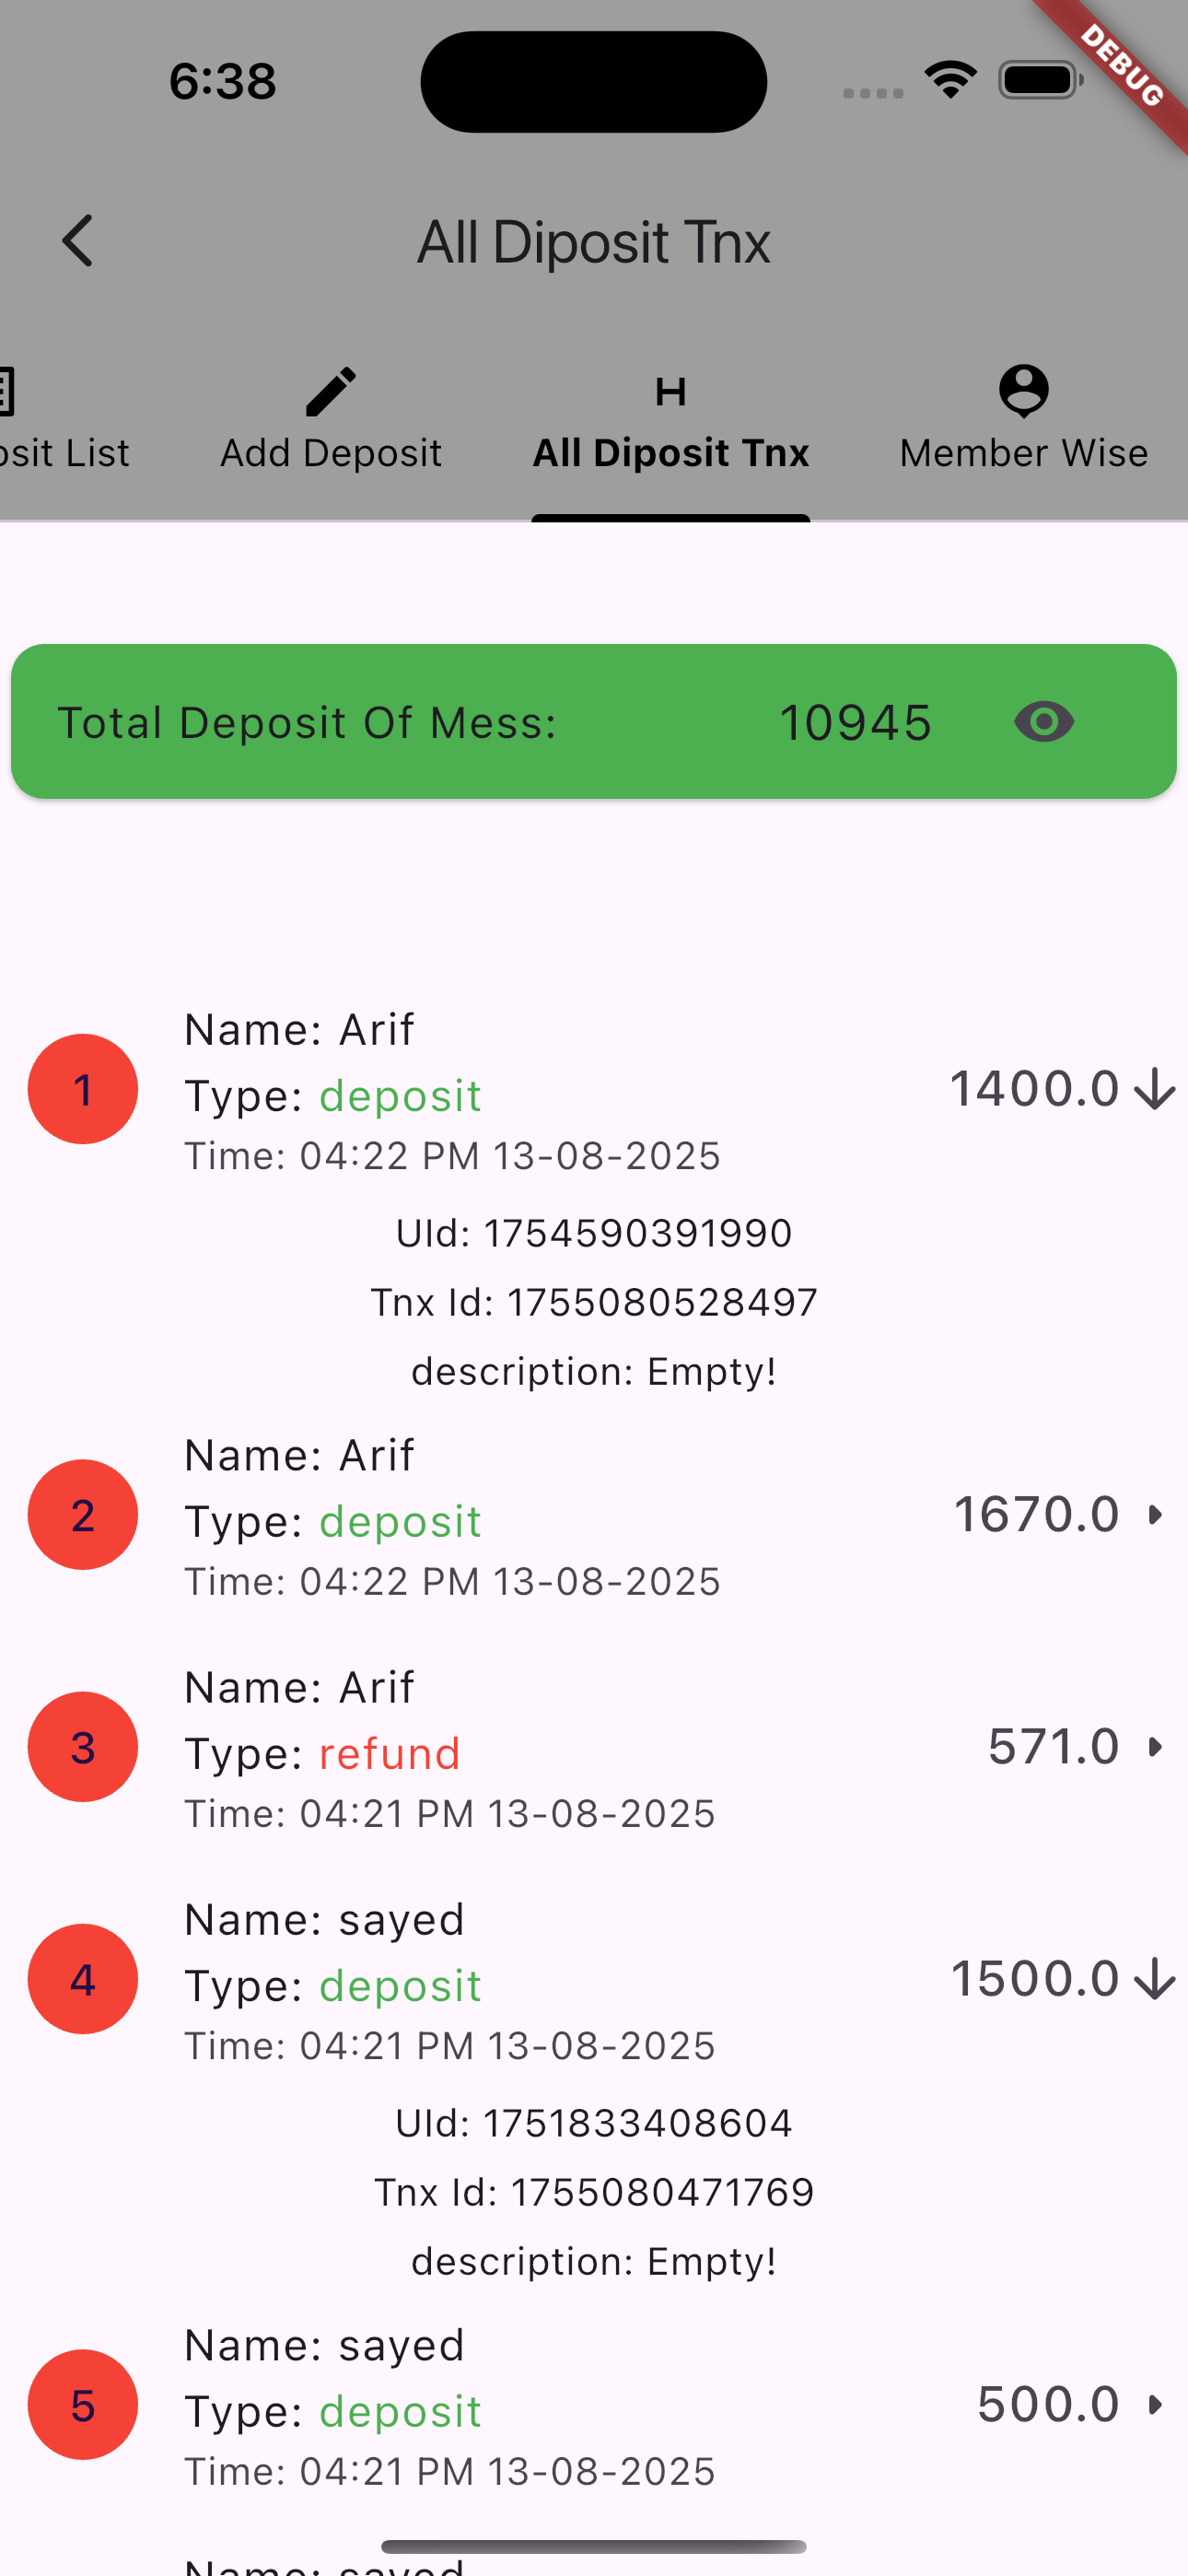 6:38
DEBUG
All Diposit Tnx
osit List
Add Deposit
All Diposit Tnx
Member Wise
Total Deposit Of Mess: 10945
1
Name: Arif
Type: deposit
Time: 04:22 PM 13-08-2025
1400.0
UId: 1754590391990
Tnx Id: 1755080528497
description: Empty!
2
Name: Arif
Type: deposit
Time: 04:22 PM 13-08-2025
1670.0
3
Name: Arif
Type: refund
Time: 04:21 PM 13-08-2025
571.0
4
Name: sayed
Type: deposit
Time: 04:21 PM 13-08-2025
1500.0
UId: 1751833408604
Tnx Id: 1755080471769
description: Empty!
5
Name: sayed
Type: deposit
Time: 04:21 PM 13-08-2025
500.0
Name: sayed